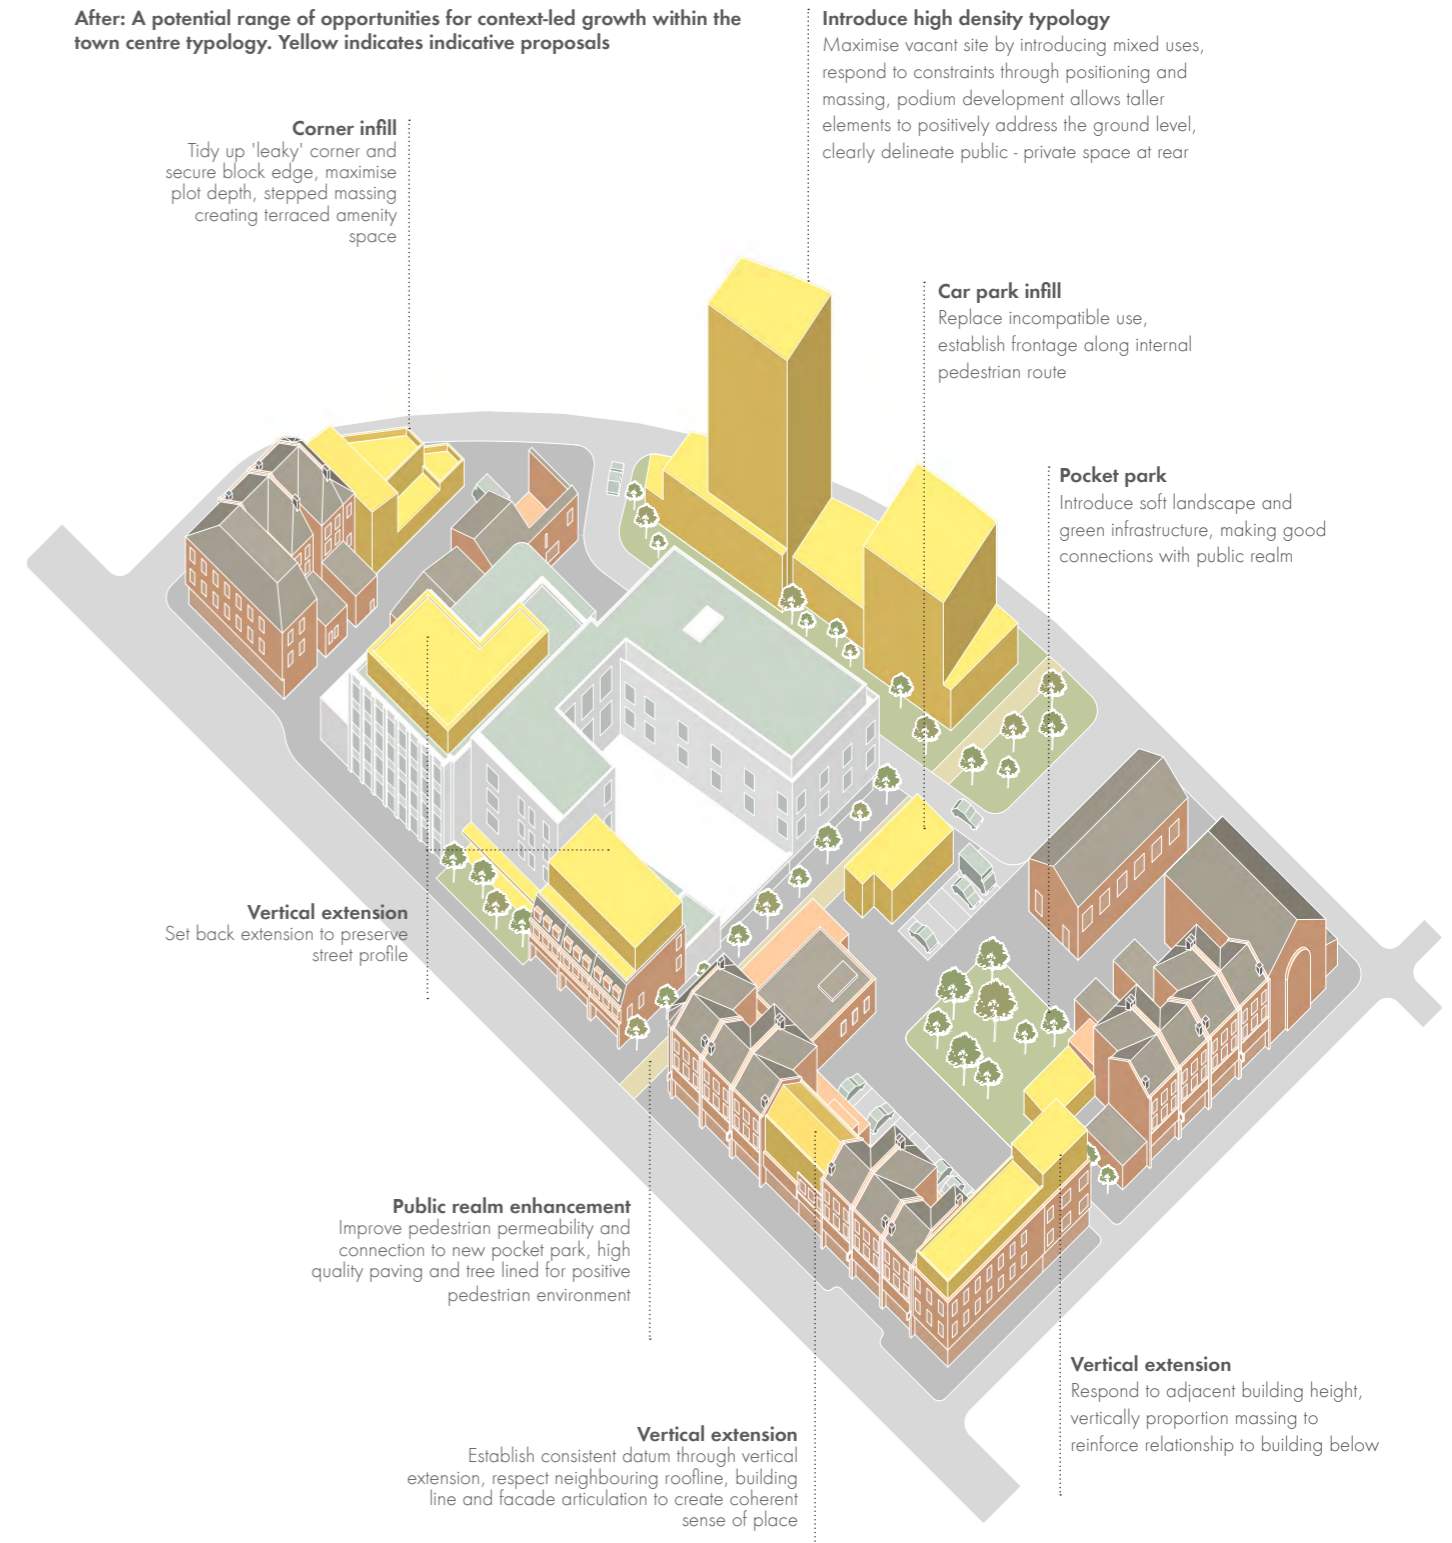 After: A potential range of opportunities for context-led growth within the
town centre typology. Yellow indicates indicative proposals
Introduce high density typology
Maximise vacant site by introducing mixed uses,
respond to constraints through positioning and
massing, podium development allows taller
elements to positively address the ground level,
clearly delineate public - private space at rear
Corner infill
Tidy up 'leaky' corner and
secure block edge, maximise
plot depth, stepped massing
creating terraced amenity
space
Car park infill
Replace incompatible use,
establish frontage along internal
pedestrian route
Pocket park
Introduce soft landscape and
green infrastructure, making good
connections with public realm
Vertical extension
Set back extension to preserve
street profile
Public realm enhancement
Improve pedestrian permeability and
connection to new pocket park, high
quality paving and tree lined for positive
pedestrian environment
Vertical extension
Respond to adjacent building height,
vertically proportion massing to
reinforce relationship to building below
Vertical extension
Establish consistent datum through vertical
extension, respect neighbouring roofline, building
line and facade articulation to create coherent
sense of place